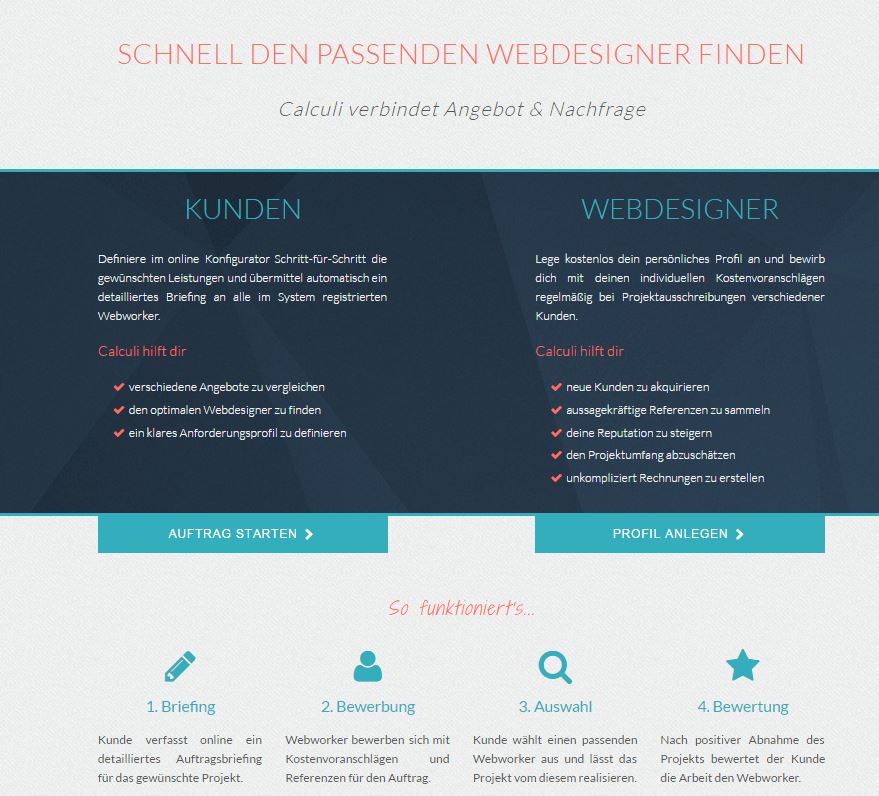 SCHNELL DEN PASSENDEN WEBDESIGNER FINDEN
Calculi verbindet Angebot & Nachfrage
KUNDEN
Definiere im online Konfigurator Schritt-für-Schritt die
gewünschten Leistungen und übermittel automatisch ein
detailliertes Briefing an alle im System registrierten
Webworker.
Calculi hilft dir
verschiedene Angebote zu vergleichen
den optimalen Webdesigner zu finden
ein klares Anforderungsprofil zu definieren
AUFTRAG STARTEN
WEBDESIGNER
Lege kostenlos dein persönliches Profil an und bewirb
dich mit deinen individuellen Kostenvoranschlägen
regelmäßig bei Projektausschreibungen verschiedener
Kunden.
Calculi hilft dir
neue Kunden zu akquirieren
aussagekräftige Referenzen zu sammeln
deine Reputation zu steigern
den Projektumfang abzuschätzen
unkompliziert Rechnungen zu erstellen
PROFIL ANLEGEN
So funktioniert's...
1. Briefing
Kunde verfasst online ein
detailliertes Auftragsbriefing
für das gewünschte Projekt.
2. Bewerbung
Webworker bewerben sich mit
Kostenvoranschlägen und
Referenzen für den Auftrag.
3. Auswahl
Kunde wählt einen passenden
Webworker aus und lässt das
Projekt vom diesem realisieren.
4. Bewertung
Nach positiver Abnahme des
Projekts bewertet der Kunde
die Arbeit den Webworker.